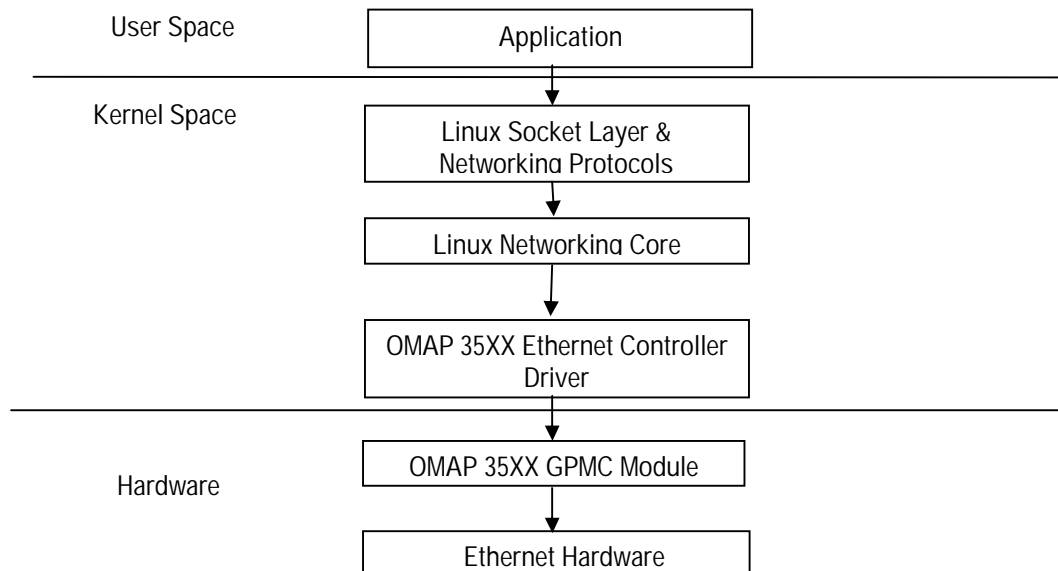 User Space
Application
Kernel Space
Linux Socket Layer &
Networking Protocols
Linux Networking Core
OMAP 35XX Ethernet Controller
Driver
OMAP 35XX GPMC Module
Hardware
Ethernet Hardware